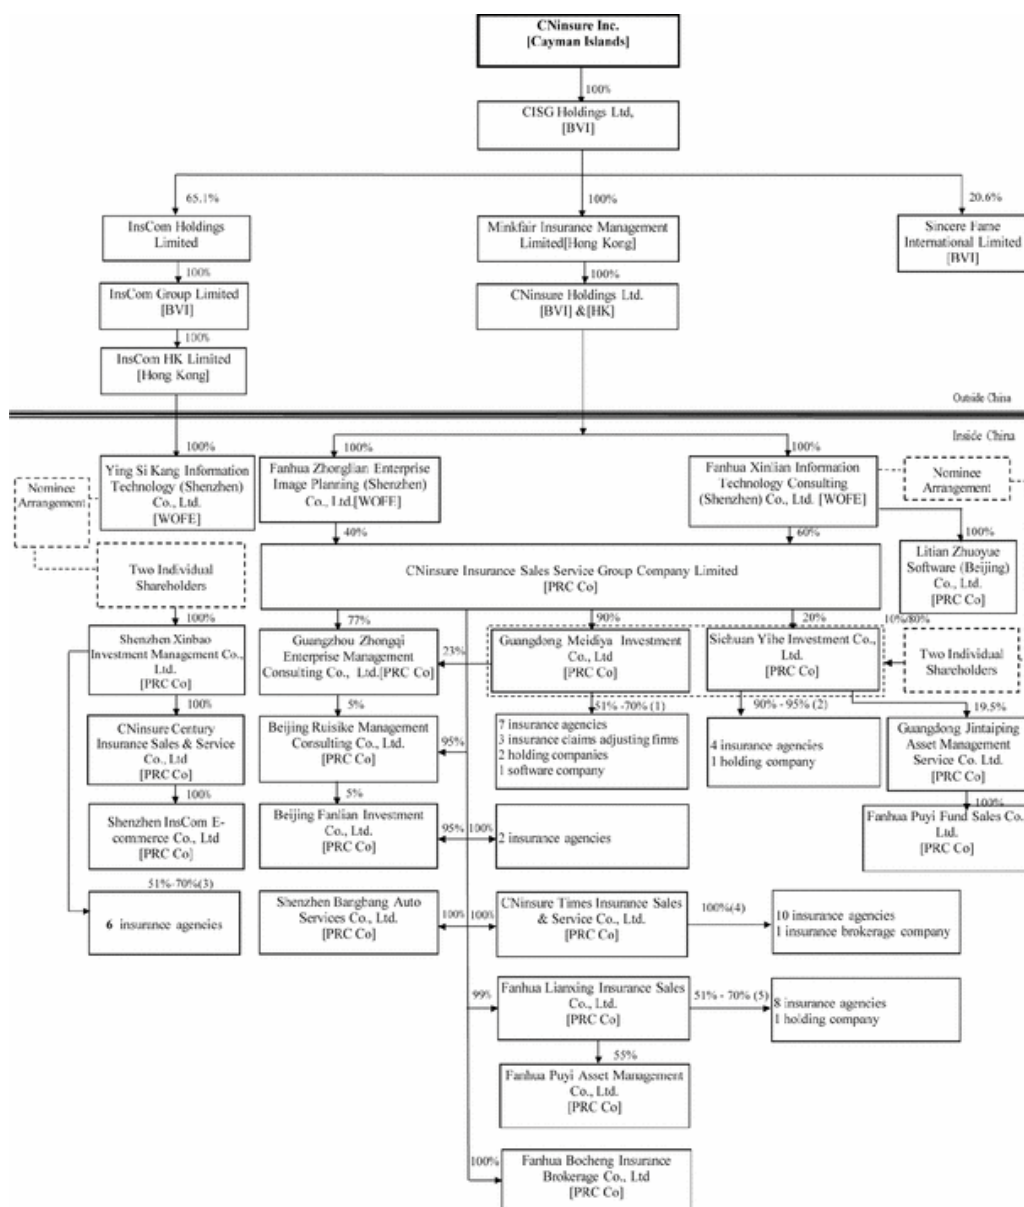 CNinsure Inc.
[Cayman Islands]
100%
CISG Holdings Ltd,
[BVI]
65.1%
100%
20.6%
InsCom Holdings
Limited
Minkfair Insurance Management
Limited[Hong Kong]
Sincere Fame
International Limited
[BVI]
100%
100%
InsCom Group Limited
[BVI]
CNinsure Holdings Ltd.
[BVI] &[HK]
100%
InsCom HK Limited
[Hong Kong]
Outside China
Inside China
100%
100%
100%
Nominee
Arrangement
Ying Si Kang Information
Technology (Shenzhen)
Co., Ltd.
[WOFE]
Fanhua Zhonglian Enterprise
Image Planning (Shenzhen)
Co., Ltd.[WOFE]
Fanhua Xinlian Information
Technology Consulting
(Shenzhen) Co., Ltd. [WOFE]
Nominee
Arrangement
40%
60%
100%
Two Individual
Shareholders
CNinsure Insurance Sales Service Group Company Limited
[PRC Co]
Litian Zhuoyue
Software (Beijing)
Co., Ltd.
[PRC Co]
100%
77%
90%
20%
10%/80%
Shenzhen Xinbao
Investment Management Co.,
Ltd.
[PRC Co]
Guangzhou Zhongqi
Enterprise Management
Consulting Co., Ltd.[PRC Co]
23%
Guangdong Meidiya Investment
Co., Ltd
[PRC Co]
Sichuan Yihe Investment Co.,
Ltd.
[PRC Co]
Two Individual
Shareholders
100%
5%
51%-70% (1)
90% - 95% (2)
19.5%
CNinsure Century
Insurance Sales & Service
Co., Ltd
[PRC Co]
Beijing Ruisike Management
Consulting Co., Ltd.
[PRC Co]
95%
7 insurance agencies
3 insurance claims adjusting firms
2 holding companies
1 software company
4 insurance agencies
1 holding company
Guangdong Jintaiping
Asset Management
Service Co. Ltd.
[PRC Co]
100%
5%
100%
Shenzhen InsCom E-
commerce Co., Ltd
[PRC Co]
Beijing Fanlian Investment
Co., Ltd.
[PRC Co]
95%
100%
2 insurance agencies
Fanhua Puyi Fund Sales Co.
Ltd.
[PRC Co]
51%-70%(3)
6 insurance agencies
Shenzhen Bangbang Auto
Services Co., Ltd.
[PRC Co]
100%
100%
CNinsure Times Insurance Sales
& Service Co., Ltd.
[PRC Co]
100%(4)
10 insurance agencies
1 insurance brokerage company
99%
Fanhua Lianxing Insurance Sales
Co., Ltd.
[PRC Co]
51% - 70% (5)
8 insurance agencies
1 holding company
55%
Fanhua Puyi Asset Management
Co., Ltd.
[PRC Co]
100%
Fanhua Bocheng Insurance
Brokerage Co., Ltd
[PRC Co]